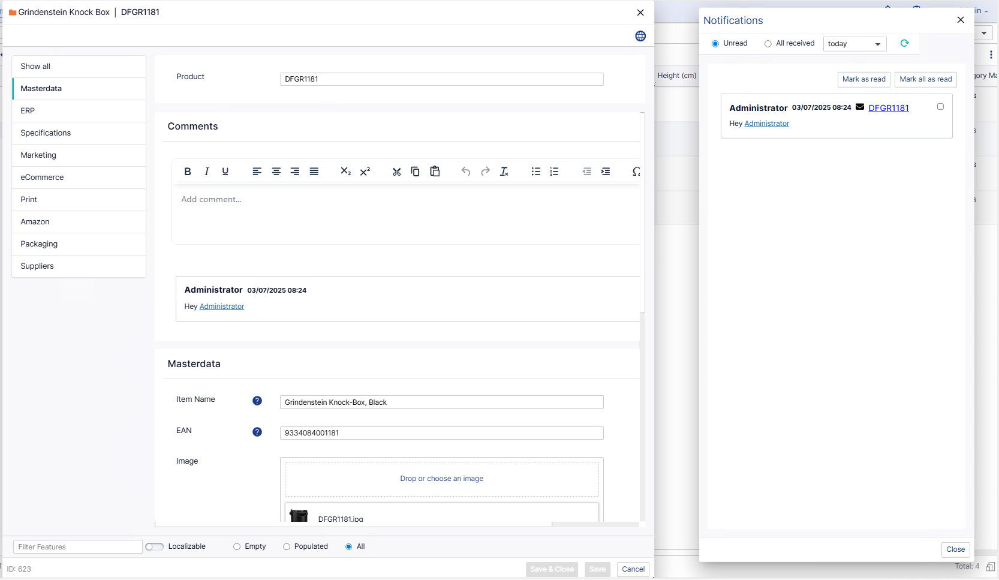 Grindenstein Knock Box | DFGR1181
Show all
Masterdata
ERP
Specifications
Marketing
eCommerce
Print
Amazon
Packaging
Suppliers
Product
DFGR1181
Comments
B I U X₂ X² Ω
Add comment...
Administrator 03/07/2025 08:24
Hey Administrator
Masterdata
Item Name
? Grindenstein Knock-Box, Black
EAN
? 9334084001181
Image
Drop or choose an image
DFGR1181.jpg
Filter Features
Localizable
Empty
Populated
All
ID: 623
Save & Close
Save
Cancel
Height (cm)
Notifications
Unread
All received
today
Mark as read
Mark all as read
Administrator 03/07/2025 08:24 DFGR1181
Hey Administrator
Close
Total: 4